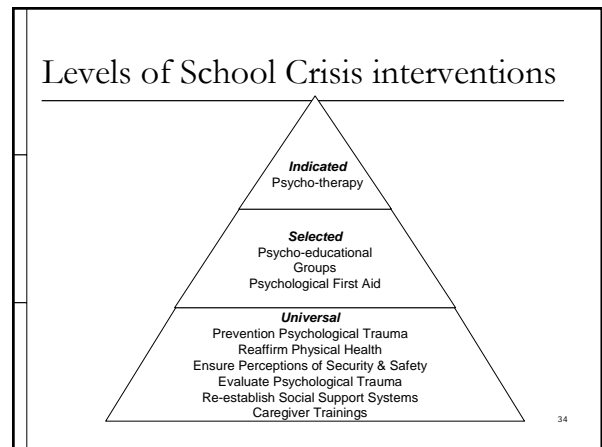 Levels of School Crisis interventions
Indicated
Psycho-therapy
Selected
Psycho-educational
Groups
Psychological First Aid
Universal
Prevention Psychological Trauma
Reaffirm Physical Health
Ensure Perceptions of Security & Safety
Evaluate Psychological Trauma
Re-establish Social Support Systems
Caregiver Trainings
34